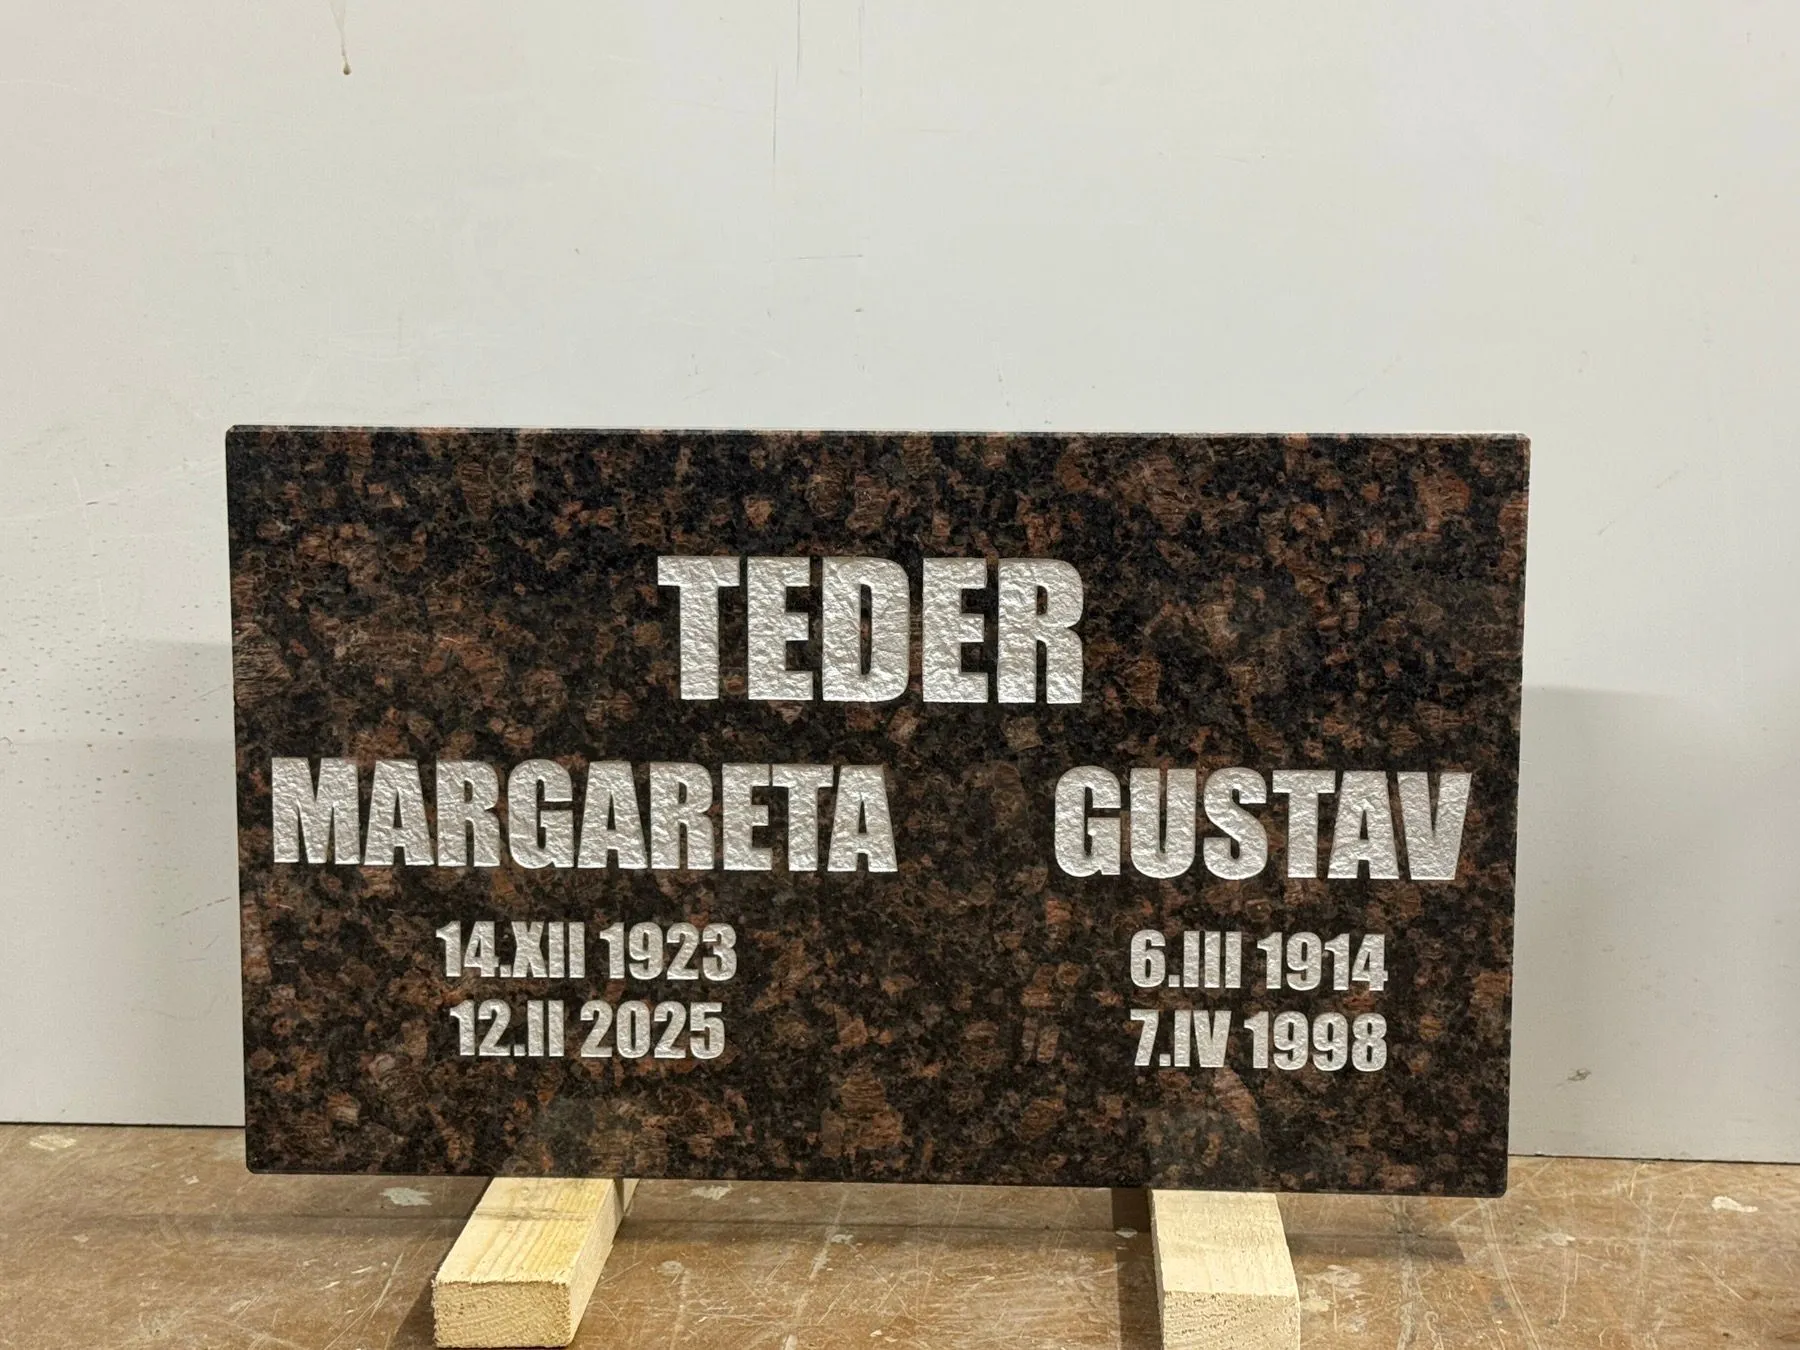 TEDER
MARGARETA
14.XII 1923
12.II 2025
GUSTAV
6.III 1914
7.IV 1998